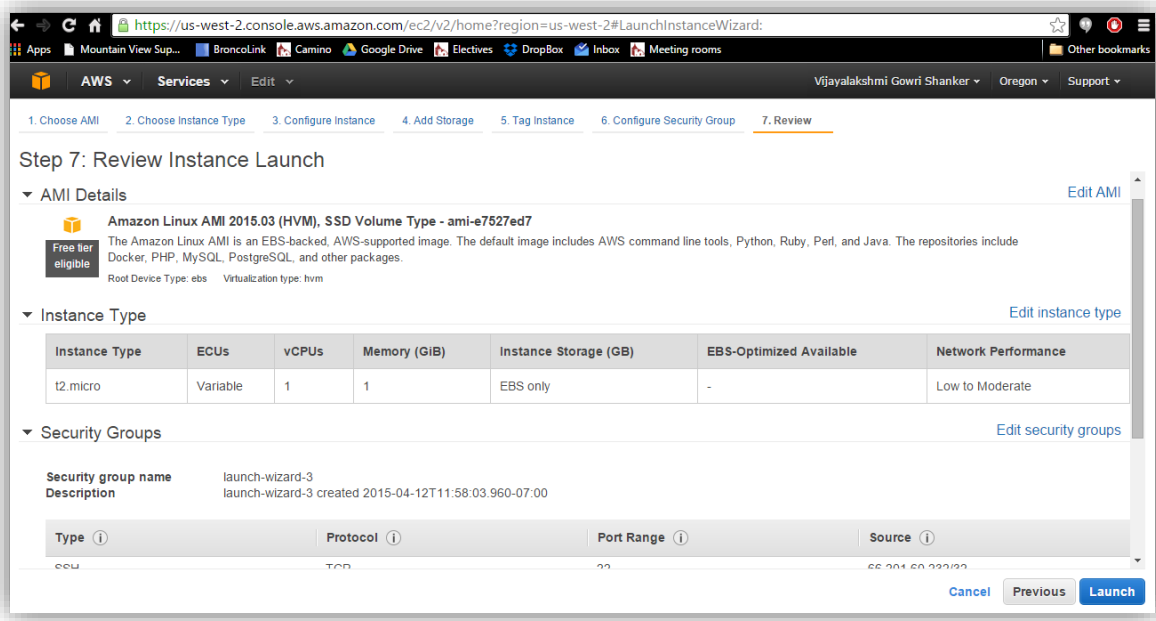 https://us-west-2.console.aws.amazon.com/ec2/v2/home?region=us-west-2#LaunchInstanceWizard:
Apps Mountain View Sup... BroncoLink Camino Google Drive Electives DropBox Inbox Meeting rooms Other bookmarks
AWS Services Edit Vijayalakshmi Gowri Shanker Oregon Support
1. Choose AMI 2. Choose Instance Type 3. Configure Instance 4. Add Storage 5. Tag Instance 6. Configure Security Group 7. Review
Step 7: Review Instance Launch
AMI Details Edit AMI
Amazon Linux AMI 2015.03 (HVM), SSD Volume Type - ami-e7527ed7
Free tier
eligible
The Amazon Linux AMI is an EBS-backed, AWS-supported image. The default image includes AWS command line tools, Python, Ruby, Perl, and Java. The repositories include
Docker, PHP, MySQL, PostgreSQL, and other packages.
Root Device Type: ebs Virtualization type: hvm
Instance Type Edit instance type
Instance Type ECUs vCPUs Memory (GiB) Instance Storage (GB) EBS-Optimized Available Network Performance
t2.micro Variable 1 1 EBS only - Low to Moderate
Security Groups Edit security groups
Security group name launch-wizard-3
Description launch-wizard-3 created 2015-04-12T11:58:03.960-07:00
Type Protocol Port Range Source
SSH TCP 22
Cancel Previous Launch